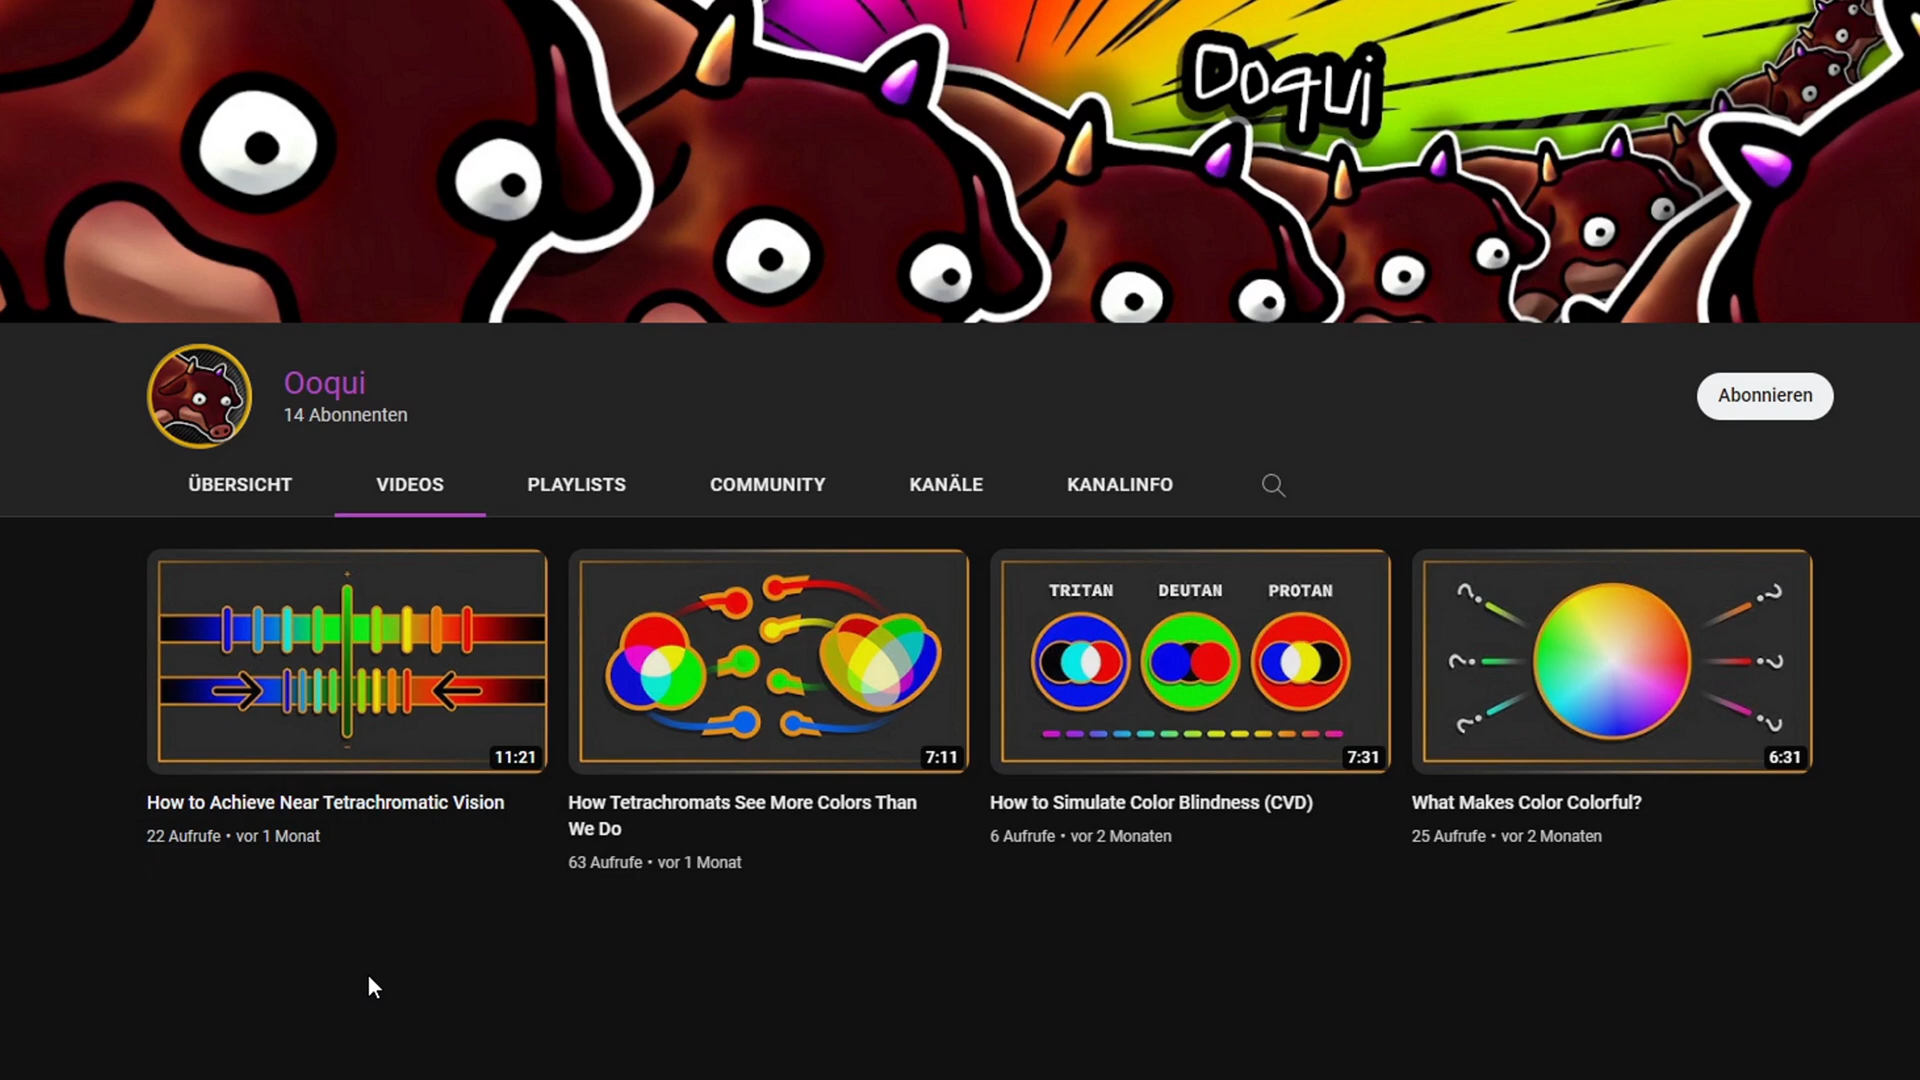 Ooqui
Ooqui
14 Abonnenten
Abonnieren
ÜBERSICHT VIDEOS PLAYLISTS COMMUNITY KANÄLE KANALINFO
TRITAN DEUTAN PROTAN
+
-
? ? ? ? ? ?
11:21 7:11 7:31 6:31
How to Achieve Near Tetrachromatic Vision
22 Aufrufe • vor 1 Monat
How Tetrachromats See More Colors Than
We Do
63 Aufrufe • vor 1 Monat
How to Simulate Color Blindness (CVD)
6 Aufrufe • vor 2 Monaten
What Makes Color Colorful?
25 Aufrufe • vor 2 Monaten